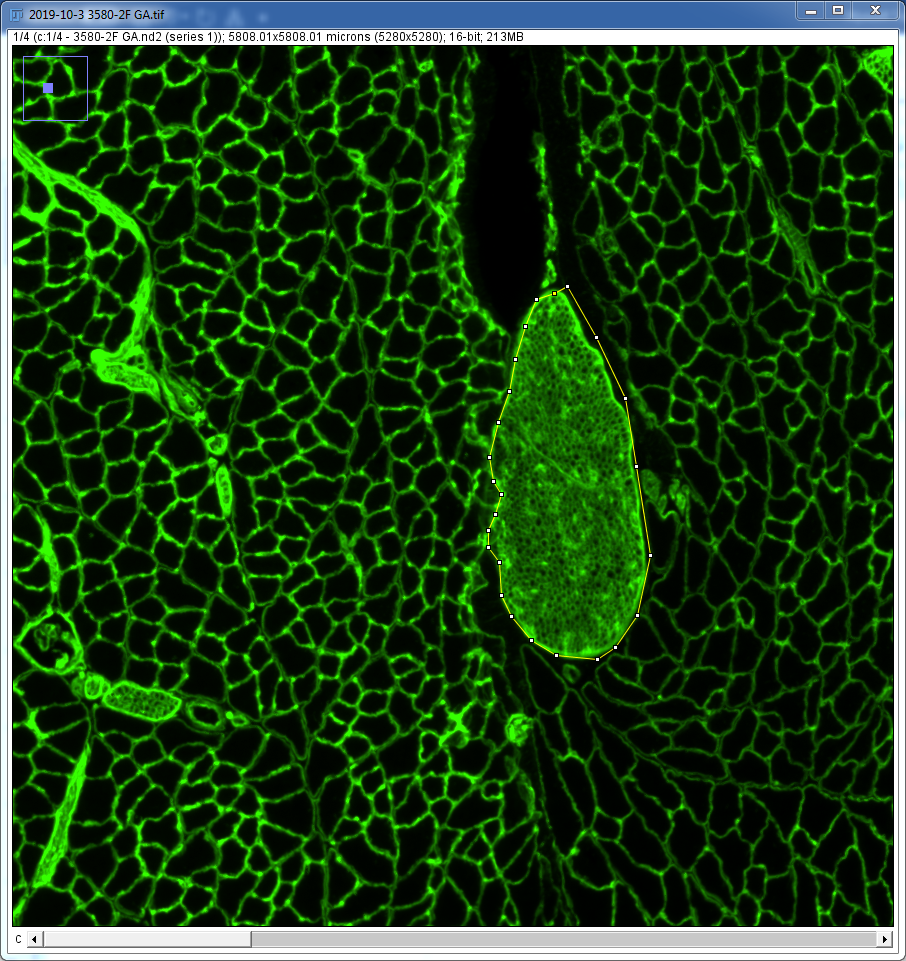 2019-10-3 3580-2F GA.tif
1/4 (c:1/4 - 3580-2F GA.nd2 (series 1)); 5808.01x5808.01 microns (5280x5280); 16-bit; 213MB
c